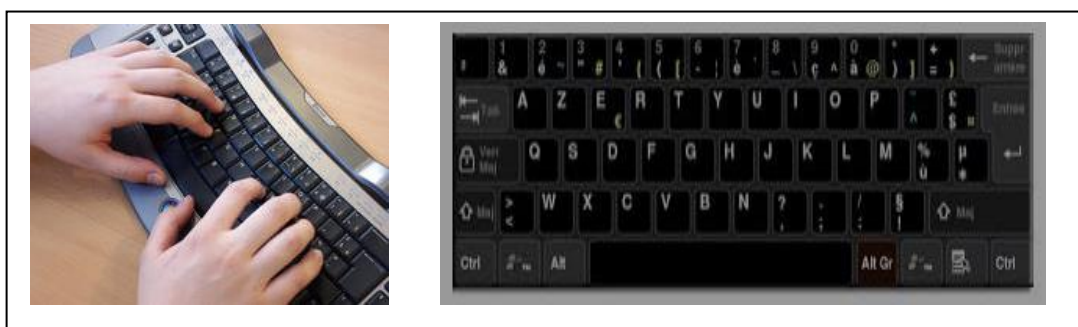 1 2 3 4 5 6 7 8 9 0 ° + Suppr
& é ~ " # ' { ( [ - | è ` _ \ ç ^ à @ ) ] = } ← arrière
Tab A Z E € R T Y U I O P ¨ ^ £ $ ¤ Entrée
Verr Maj Q S D F G H J K L M % ù µ *
Maj > < W X C V B N ? , . ; / : § ! Maj
Ctrl Alt Alt Gr Ctrl